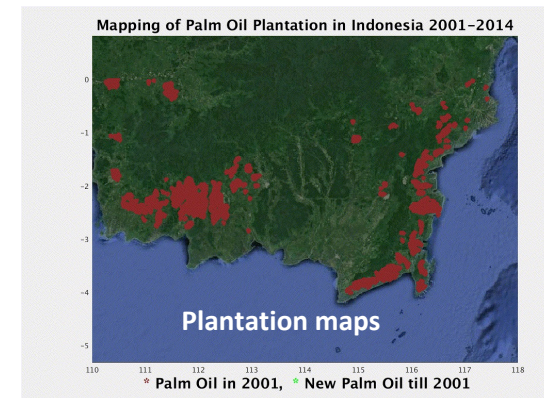 Mapping of Palm Oil Plantation in Indonesia 2001-2014
0
-1
-2
-3
-4
-5
Plantation maps
110 111 112 113 114 115 116 117 118
* Palm Oil in 2001, * New Palm Oil till 2001